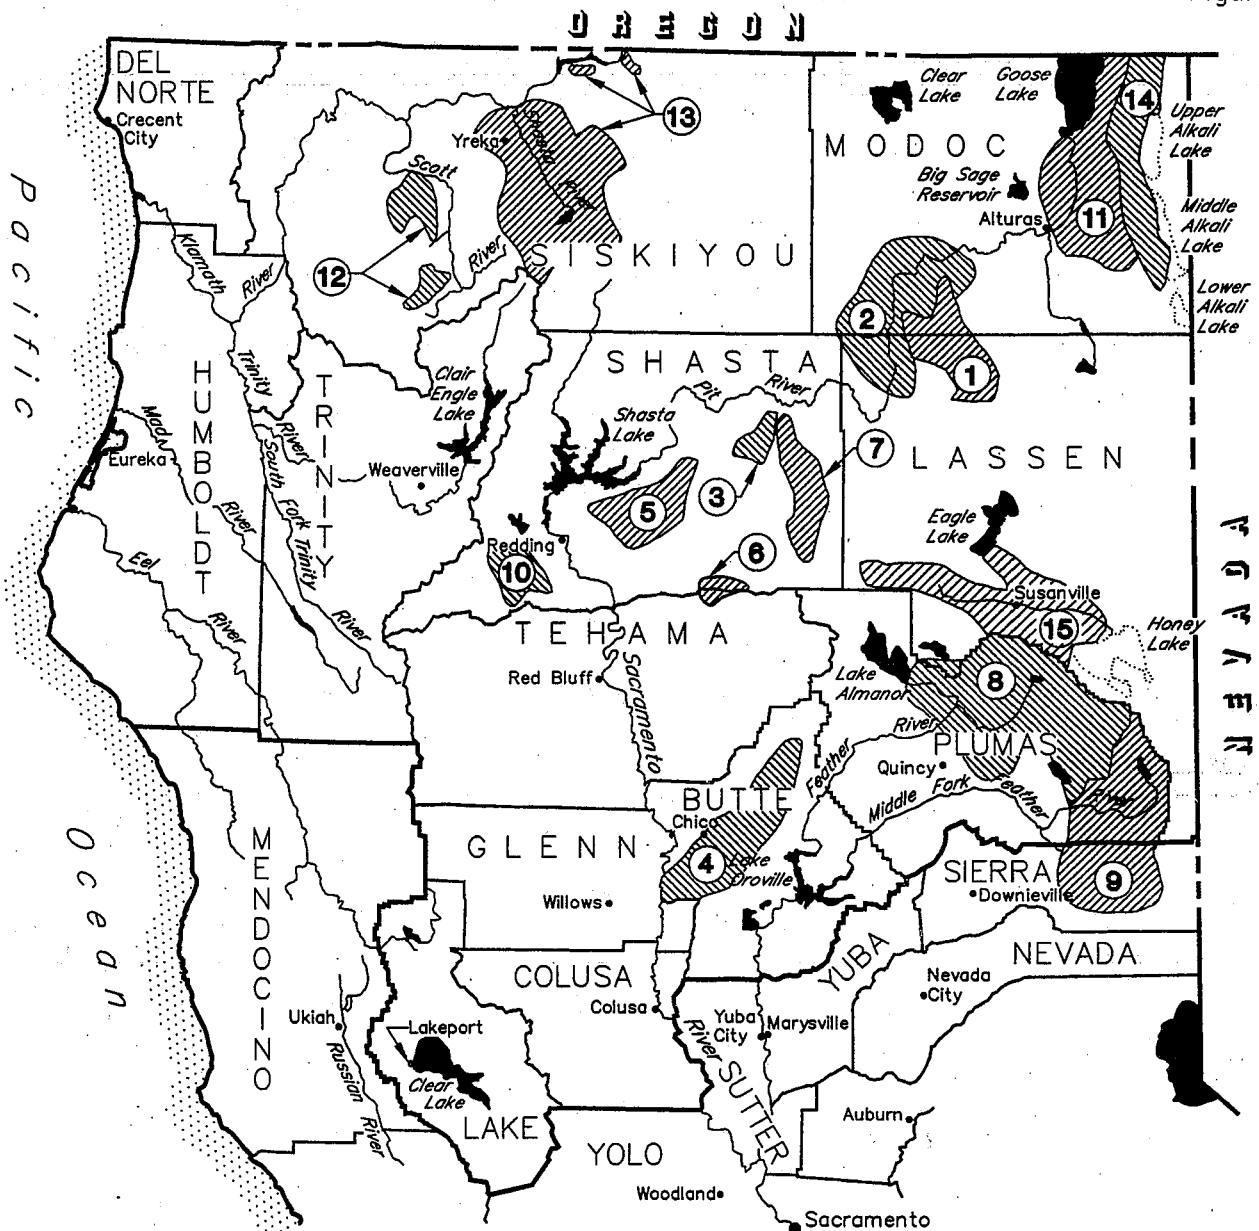 OREGON
DEL
NORTE
Crecent
City
Pacific
Ocean
NEVADA
Clear
Lake
Goose
Lake
14
Upper
Alkali
Lake
13
Yreka
Shasta
River
Scott
River
MODOC
Big Sage
Reservoir
Alturas
11
Middle
Alkali
Lake
Lower
Alkali
Lake
Klamath
River
12
SISKIYOU
2
1
SHASTA
Pit
River
HUMBOLDT
TRINITY
Trinity
River
Clair
Engle
Lake
Shasta
Lake
Mad
River
Eureka
South Fork Trinity
River
Weaverville
3
7
LASSEN
5
Eagle
Lake
6
Redding
10
Eel
River
Susanville
15
Honey
Lake
TEHAMA
Red Bluff
Sacramento
River
Lake
Almanor
8
River
PLUMAS
Quincy
Feather
Middle Fork
Feather
River
BUTTE
Chico
4
Lake
Oroville
GLENN
Willows
MENDOCINO
SIERRA
Downieville
9
NEVADA
Nevada
City
YUBA
COLUSA
Colusa
Yuba
City
Marysville
SUTTER
Ukiah
Russian
River
Lakeport
Clear
Lake
LAKE
Auburn
YOLO
Woodland
Sacramento